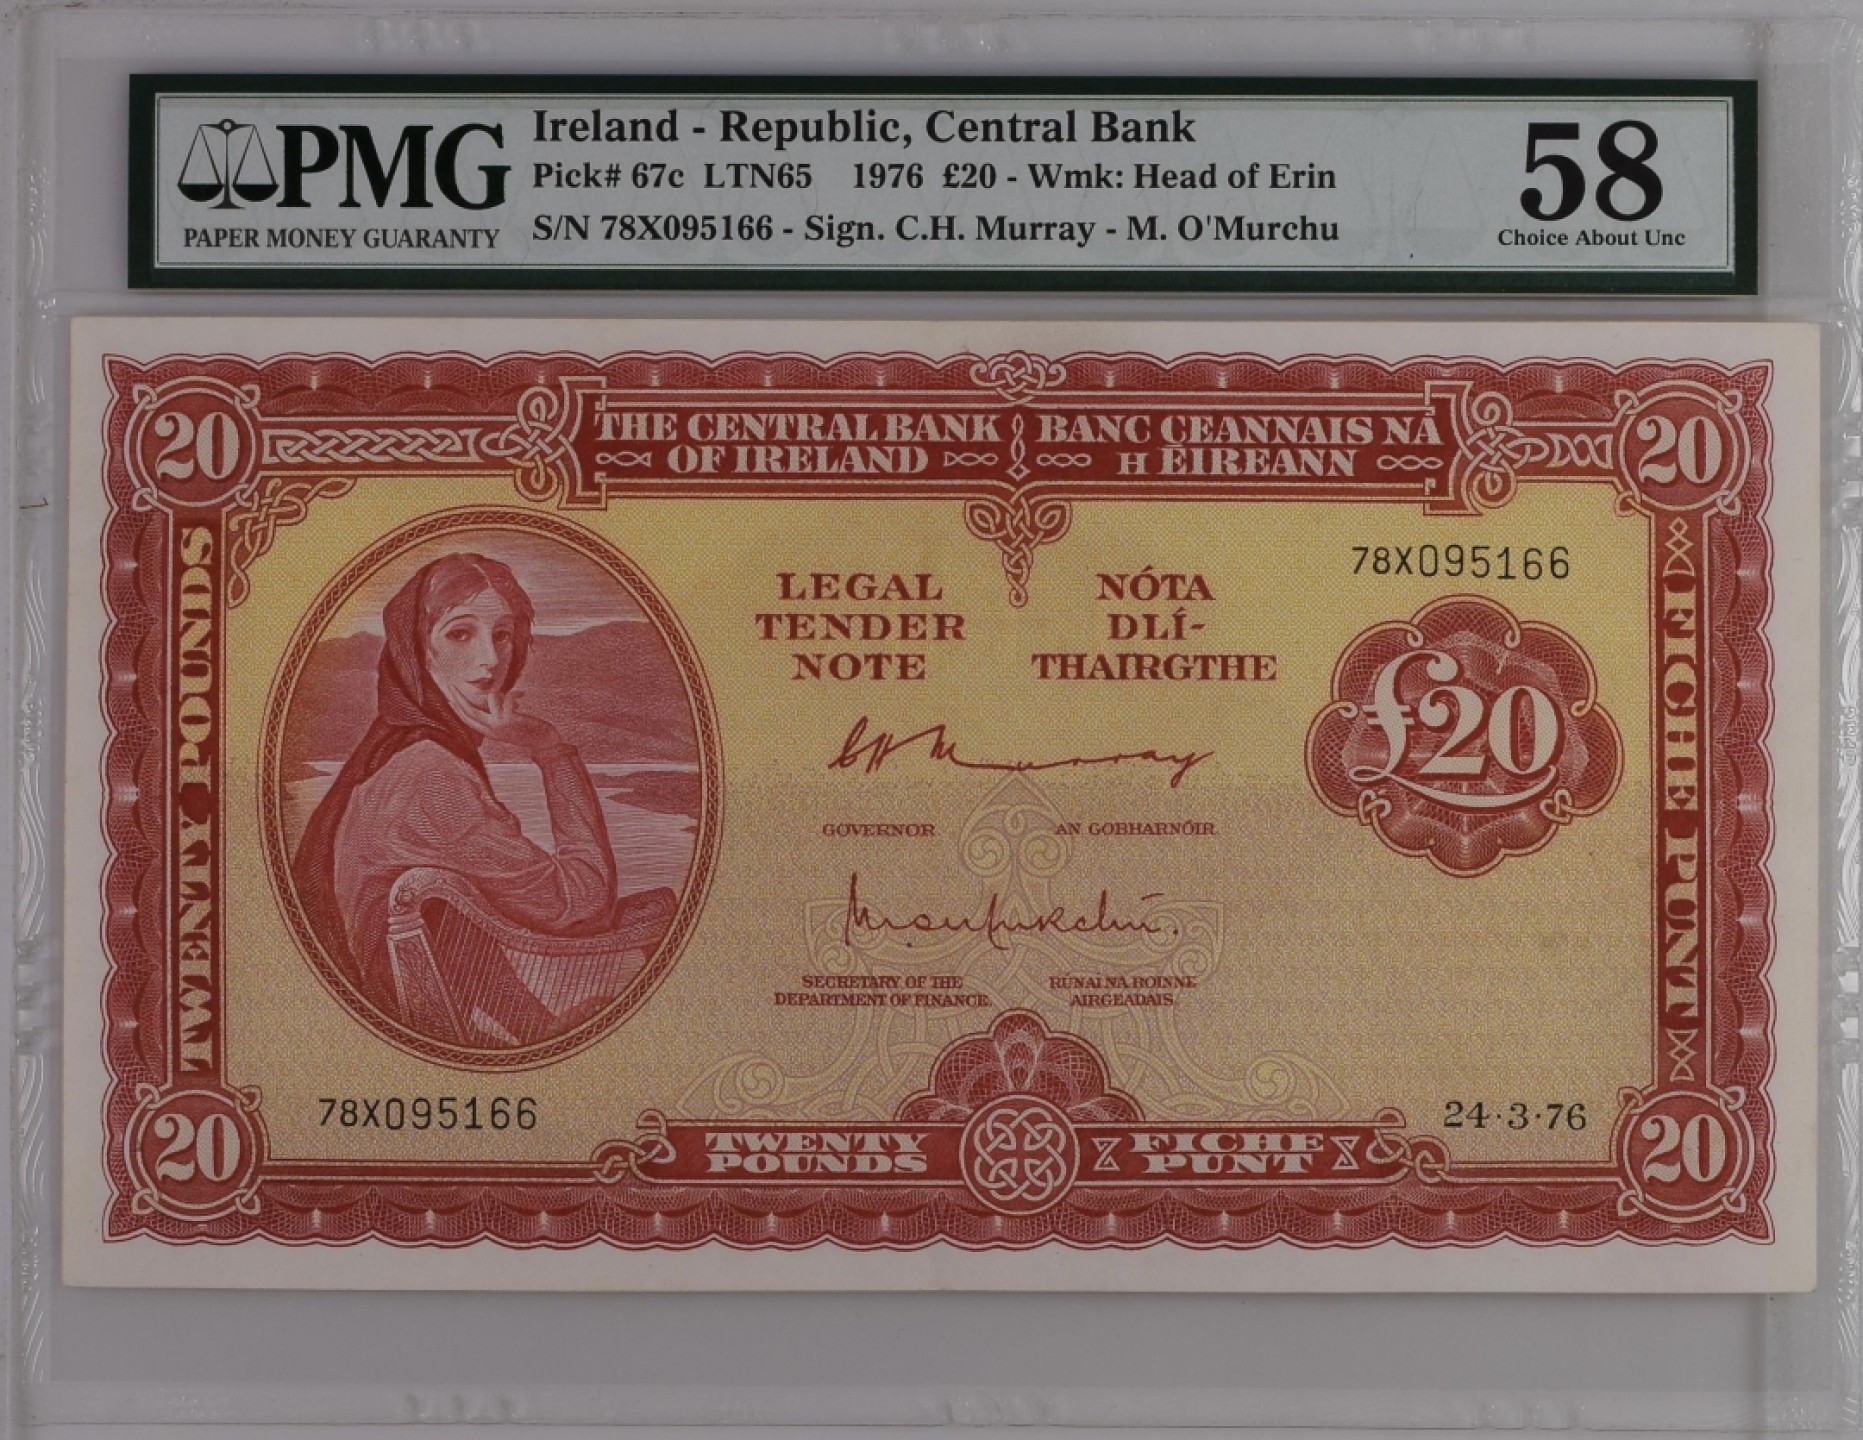 PMG
PAPER MONEY GUARANTY
Ireland - Republic, Central Bank
Pick# 67c LTN65 1976 £20 - Wmk: Head of Erin
S/N 78X095166 - Sign. C.H. Murray - M. O'Murchu
58
Choice About Unc
20
THE CENTRAL BANK
OF IRELAND
BANC CEANNAIS NA
H ÉIREANN
20
TWENTY POUNDS
LEGAL
TENDER
NOTE
NÓTA
DLÍ-
THAIRGTHE
78X095166
£20
FICHE PUNT
C H Murray
GOVERNOR
AN GOBHARNÓIR
SECRETARY OF THE
DEPARTMENT OF FINANCE
RÚNAÍ NA ROINNE
AIRGEADAIS
78X095166
24·3·76
20
TWENTY
POUNDS
FICHE
PUNT
20